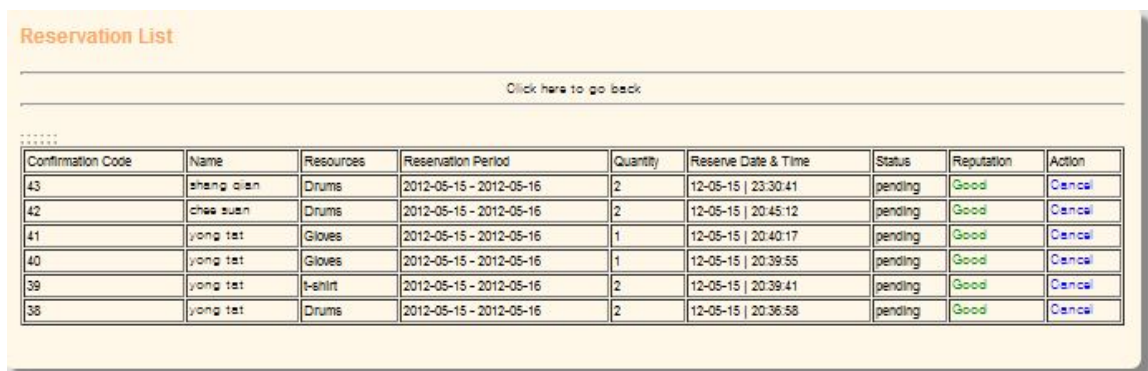 Reservation List
Click here to go back
;;;;;;
Confirmation Code Name Resources Reservation Period Quantity Reserve Date & Time Status Reputation Action
43 shang qian Drums 2012-05-15 - 2012-05-16 2 12-05-15 | 23:30:41 pending Good Cancel
42 chee suan Drums 2012-05-15 - 2012-05-16 2 12-05-15 | 20:45:12 pending Good Cancel
41 yong tat Gloves 2012-05-15 - 2012-05-16 1 12-05-15 | 20:40:17 pending Good Cancel
40 yong tat Gloves 2012-05-15 - 2012-05-16 1 12-05-15 | 20:39:55 pending Good Cancel
39 yong tat t-shirt 2012-05-15 - 2012-05-16 2 12-05-15 | 20:39:41 pending Good Cancel
38 yong tat Drums 2012-05-15 - 2012-05-16 2 12-05-15 | 20:36:58 pending Good Cancel